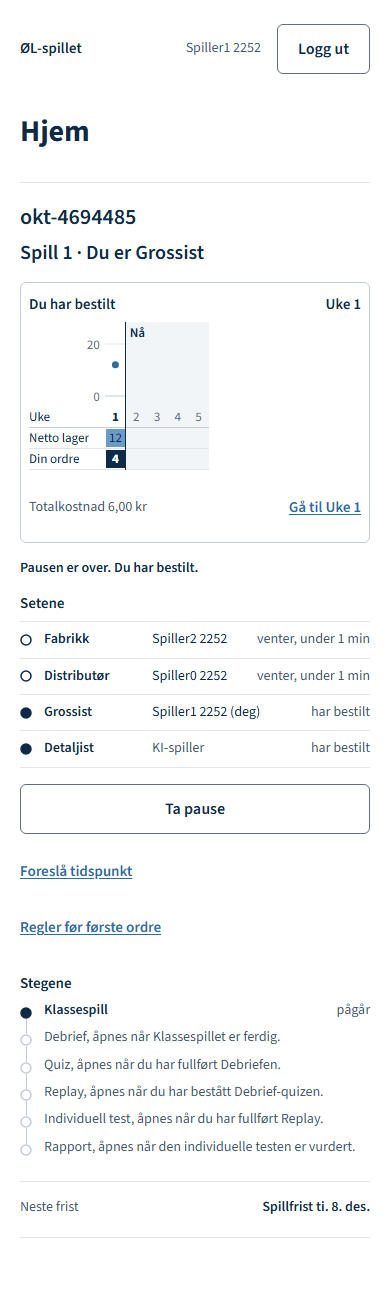 ØL-spillet
Spiller1 2252
Logg ut
Hjem
okt-4694485
Spill 1 · Du er Grossist
Du har bestilt
Uke 1
Nå
20
0
Uke 1 2 3 4 5
Netto lager 12
Din ordre 4
Totalkostnad 6,00 kr
Gå til Uke 1
Pausen er over. Du har bestilt.
Setene
Fabrikk Spiller2 2252 venter, under 1 min
Distributør Spiller0 2252 venter, under 1 min
Grossist Spiller1 2252 (deg) har bestilt
Detaljist KI-spiller har bestilt
Ta pause
Foreslå tidspunkt
Regler før første ordre
Stegene
Klassespill pågår
Debrief, åpnes når Klassespillet er ferdig.
Quiz, åpnes når du har fullført Debriefen.
Replay, åpnes når du har bestått Debrief-quizen.
Individuell test, åpnes når du har fullført Replay.
Rapport, åpnes når den individuelle testen er vurdert.
Neste frist Spillfrist ti. 8. des.